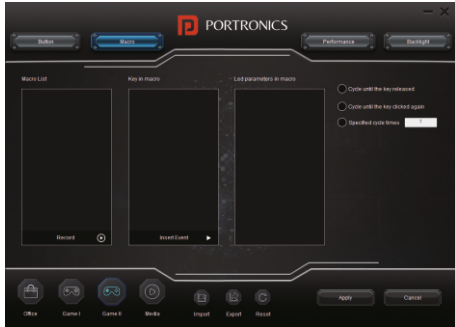 PORTRONICS
Button
Macro
Performance
Backlight
Macro List
Key in macro
Led parameters in macro
Cycle until the key released
Cycle until the key clicked again
Specified cycle times
Record
Insert Event
Office
Game I
Game II
Media
Import
Export
Reset
Apply
Cancel